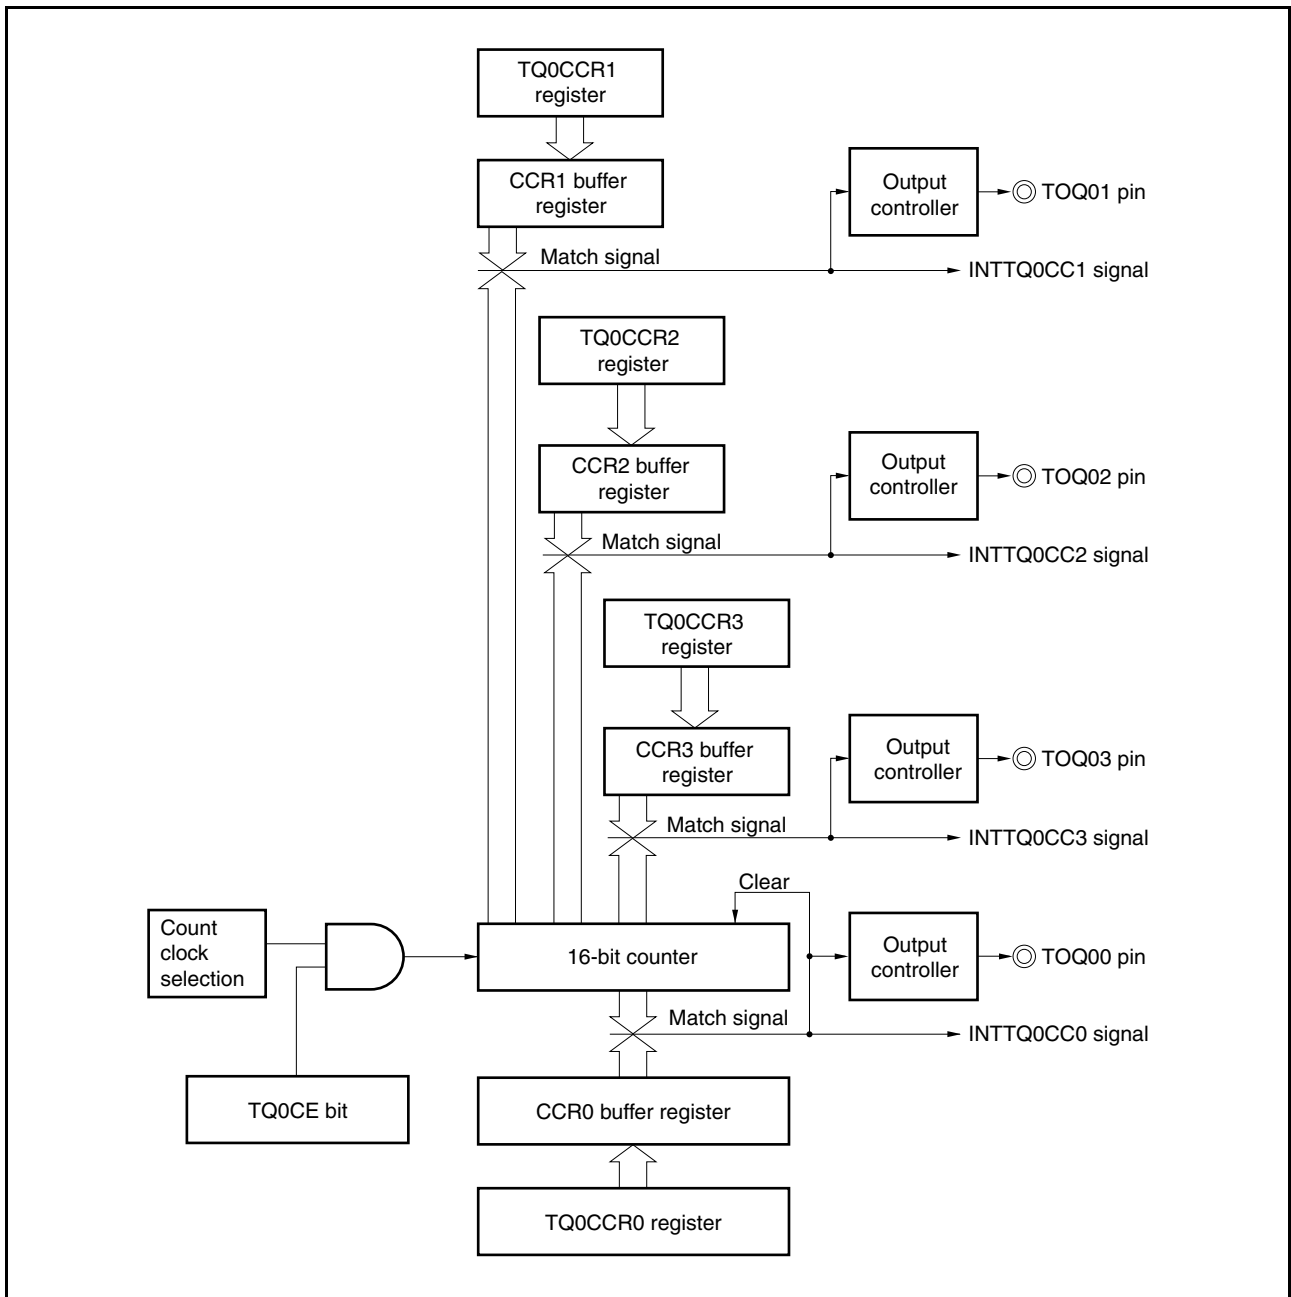 TQ0CCR1
register
CCR1 buffer
register
Output
controller
TOQ01 pin
Match signal
INTTQ0CC1 signal
TQ0CCR2
register
CCR2 buffer
register
Output
controller
TOQ02 pin
Match signal
INTTQ0CC2 signal
TQ0CCR3
register
CCR3 buffer
register
Output
controller
TOQ03 pin
Match signal
INTTQ0CC3 signal
Clear
Count
clock
selection
16-bit counter
Output
controller
TOQ00 pin
Match signal
INTTQ0CC0 signal
TQ0CE bit
CCR0 buffer register
TQ0CCR0 register